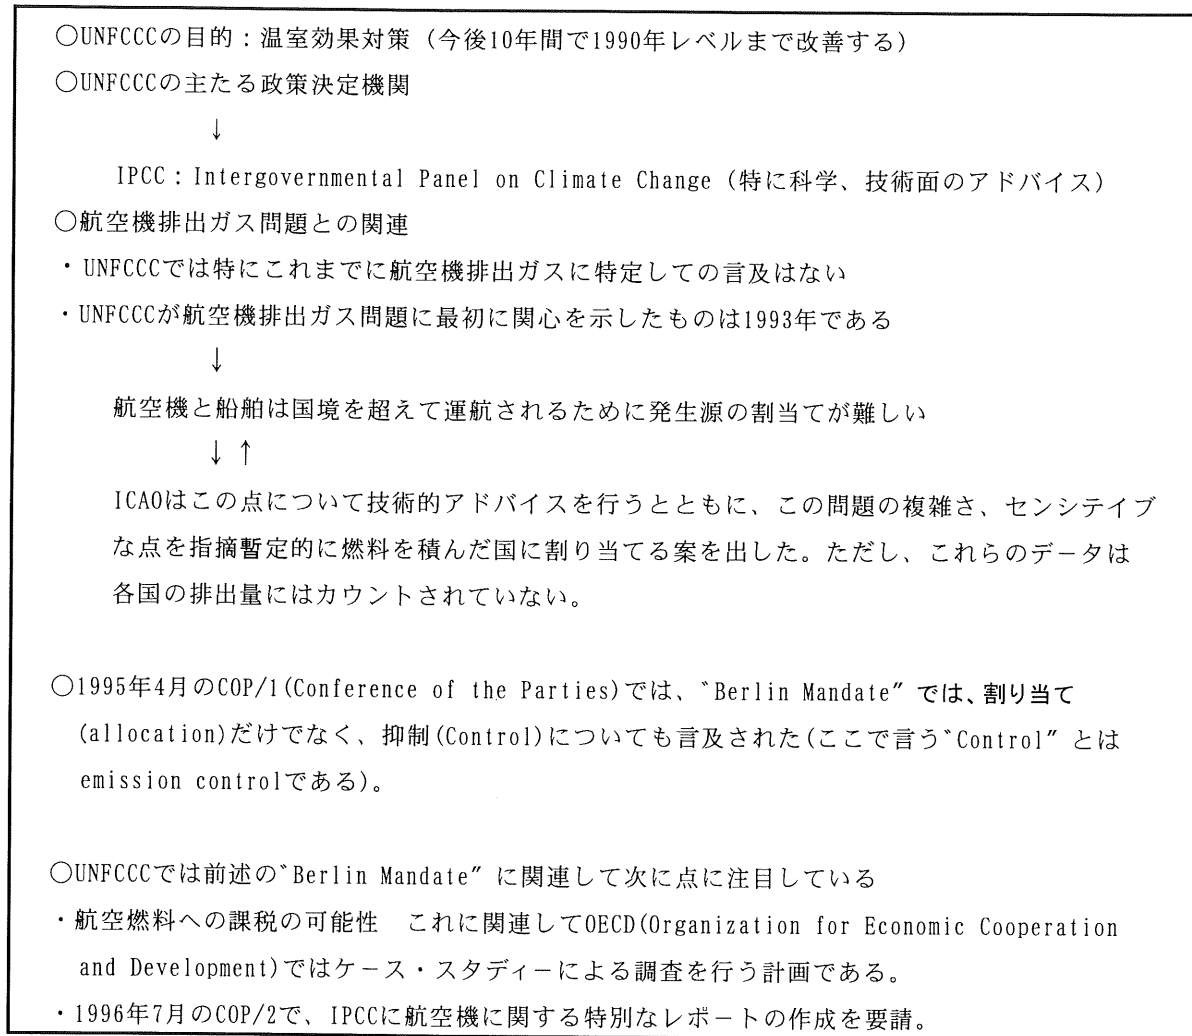 ○UNFCCCの目的：温室効果対策（今後10年間で1990年レベルまで改善する）
○UNFCCCの主たる政策決定機関
↓
IPCC：Intergovernmental Panel on Climate Change（特に科学、技術面のアドバイス）
○航空機排出ガス問題との関連
・UNFCCCでは特にこれまでに航空機排出ガスに特定しての言及はない
・UNFCCCが航空機排出ガス問題に最初に関心を示したものは1993年である
↓
航空機と船舶は国境を超えて運航されるために発生源の割当てが難しい
↓ ↑
ICAOはこの点について技術的アドバイスを行うとともに、この問題の複雑さ、センシテイブ
な点を指摘暫定的に燃料を積んだ国に割り当てる案を出した。ただし、これらのデータは
各国の排出量にはカウントされていない。
○1995年4月のCOP/1(Conference of the Parties)では、〝Berlin Mandate〞では、割り当て
(allocation)だけでなく、抑制(Control)についても言及された(ここで言う〝Control〞とは
emission controlである)。
○UNFCCCでは前述の〝Berlin Mandate〞に関連して次に点に注目している
・航空燃料への課税の可能性　これに関連してOECD(Organization for Economic Cooperation
and Development)ではケース・スタディーによる調査を行う計画である。
・1996年7月のCOP/2で、IPCCに航空機に関する特別なレポートの作成を要請。